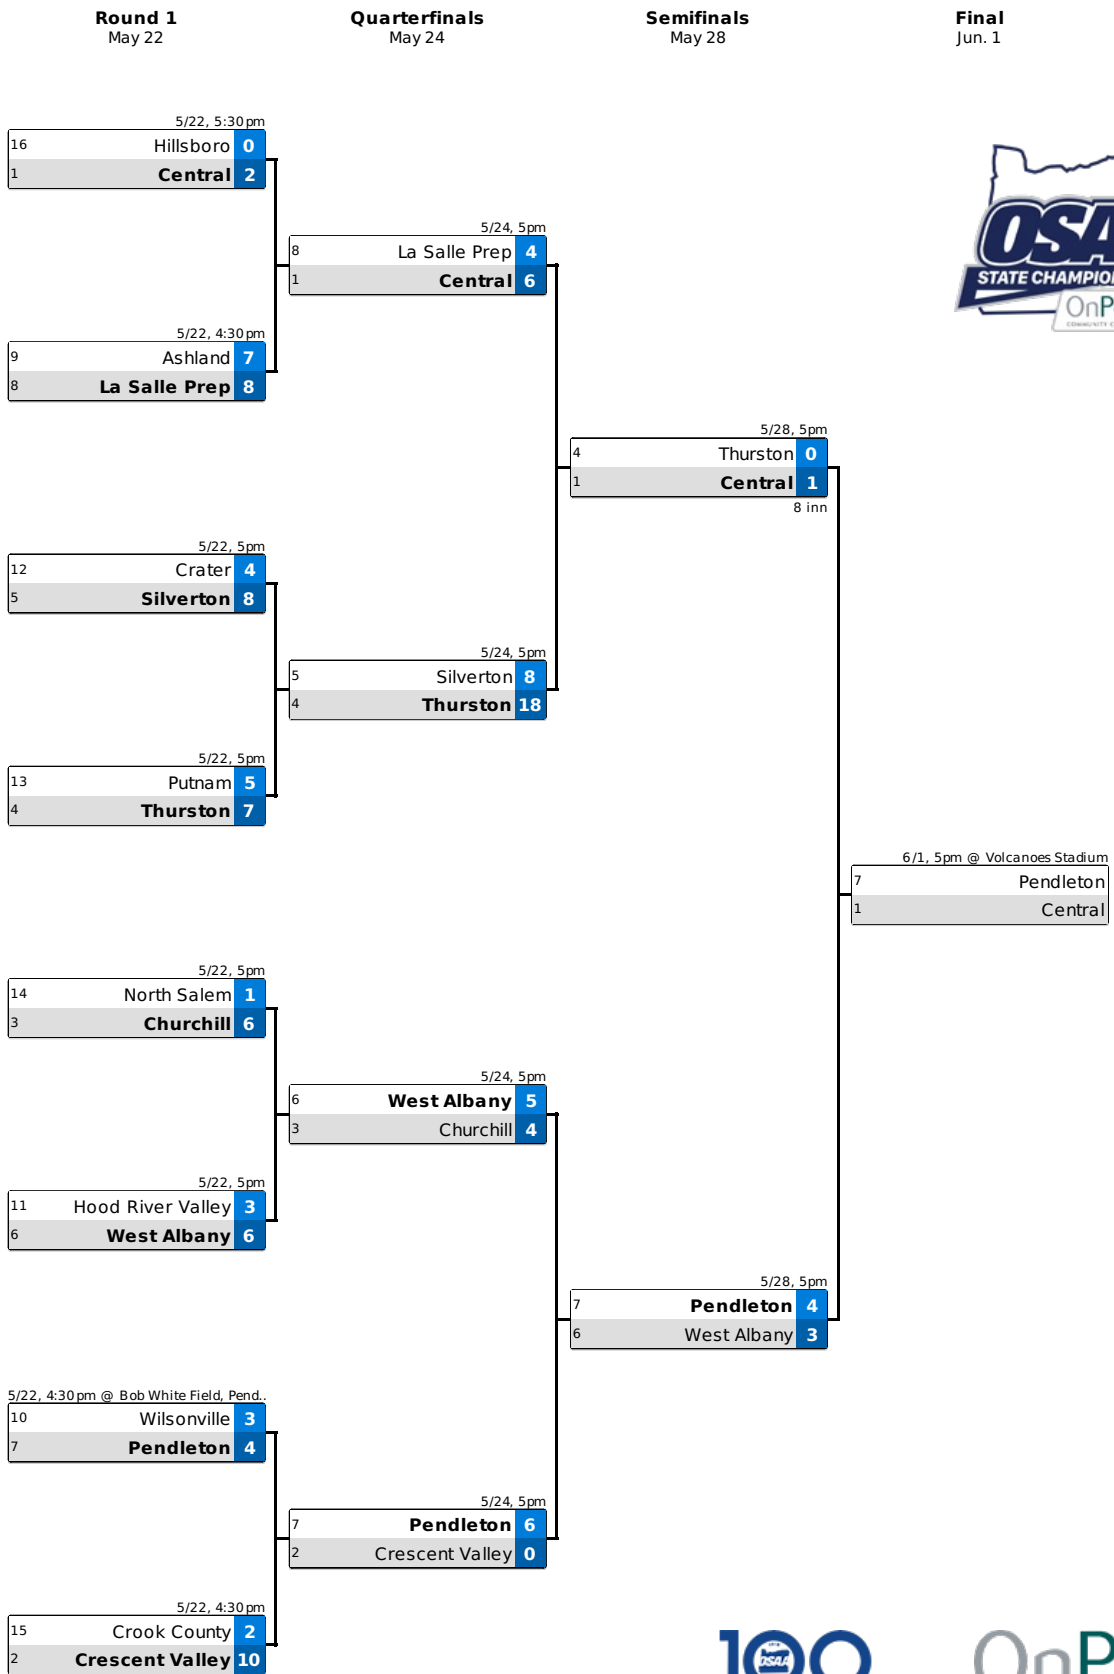 Round 1
May 22
Quarterfinals
May 24
Semifinals
May 28
Final
Jun. 1
5/22, 5:30pm
16 Hillsboro 0
1 Central 2
5/24, 5pm
8 La Salle Prep 4
1 Central 6
5/22, 4:30pm
9 Ashland 7
8 La Salle Prep 8
5/28, 5pm
4 Thurston 0
1 Central 1
8 inn
5/22, 5pm
12 Crater 4
5 Silverton 8
5/24, 5pm
5 Silverton 8
4 Thurston 18
5/22, 5pm
13 Putnam 5
4 Thurston 7
6/1, 5pm @ Volcanoes Stadium
7 Pendleton
1 Central
5/22, 5pm
14 North Salem 1
3 Churchill 6
5/24, 5pm
6 West Albany 5
3 Churchill 4
5/22, 5pm
11 Hood River Valley 3
6 West Albany 6
5/28, 5pm
7 Pendleton 4
6 West Albany 3
5/22, 4:30pm @ Bob White Field, Pend..
10 Wilsonville 3
7 Pendleton 4
5/24, 5pm
7 Pendleton 6
2 Crescent Valley 0
5/22, 4:30pm
15 Crook County 2
2 Crescent Valley 10
OSA
STATE CHAMPIO
OnP
100
OSAA
OnP